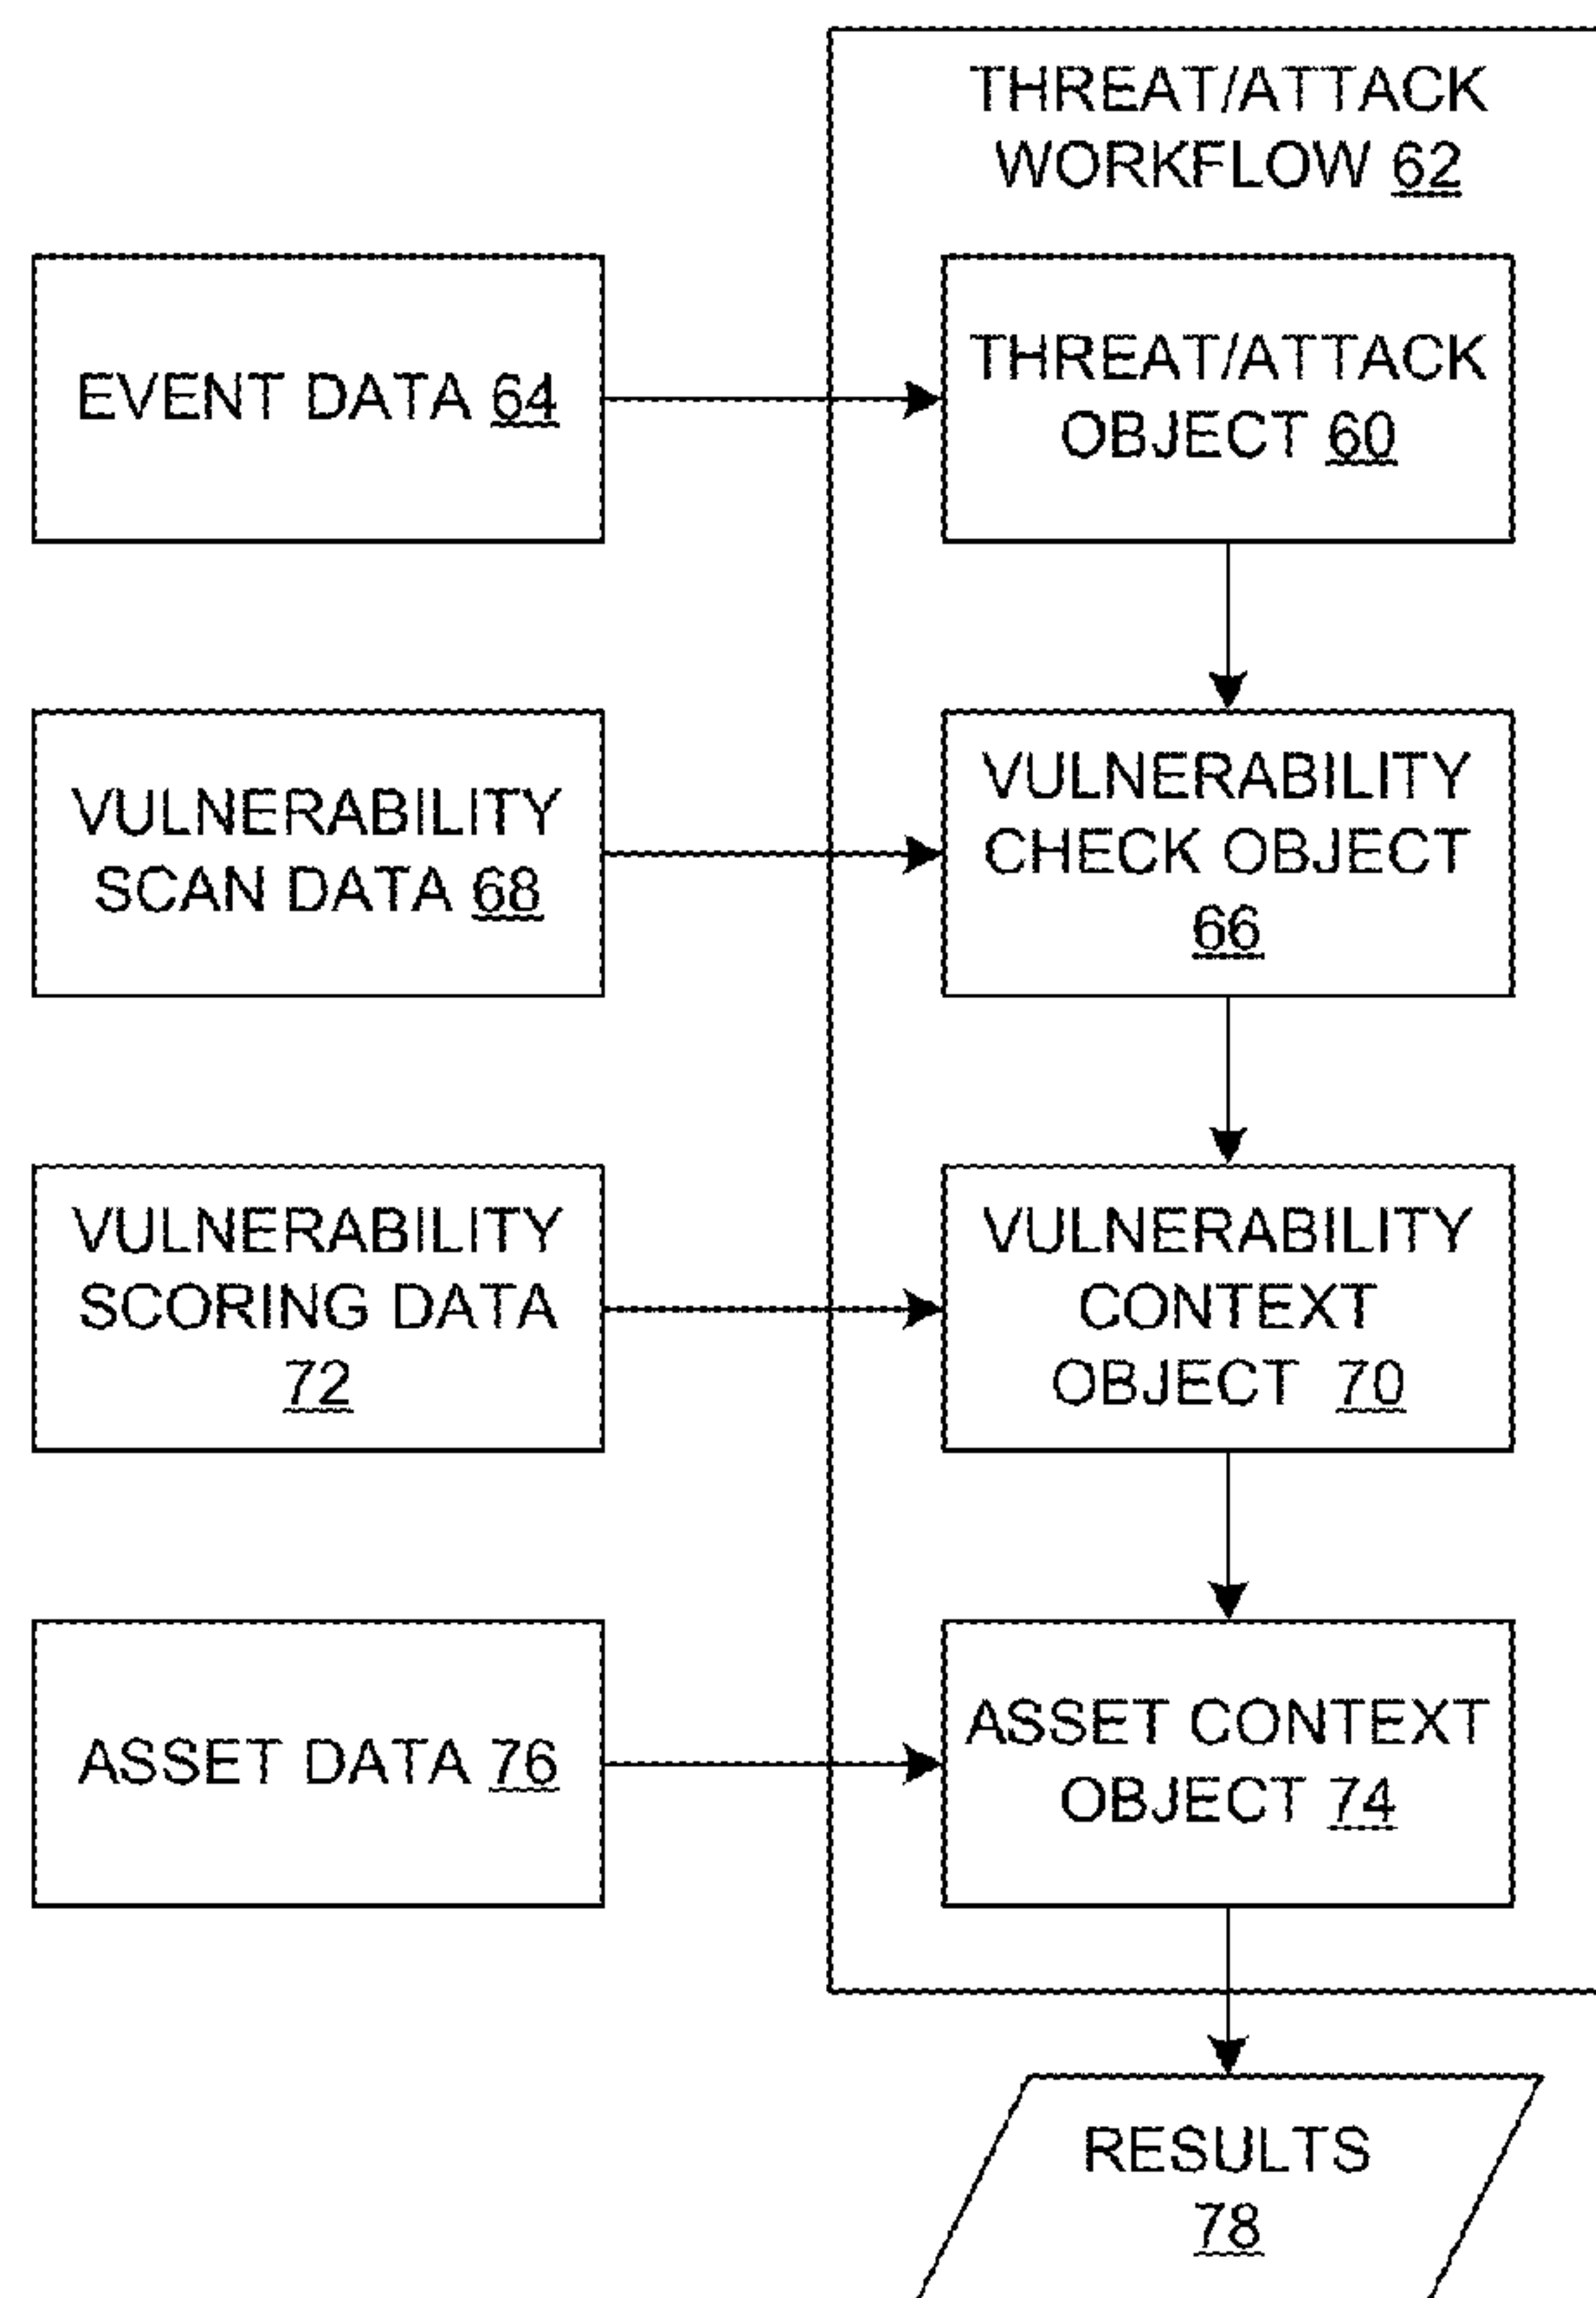 THREAT/ATTACK
WORKFLOW 62
EVENT DATA 64
THREAT/ATTACK
OBJECT 60
VULNERABILITY
SCAN DATA 68
VULNERABILITY
CHECK OBJECT
66
VULNERABILITY
SCORING DATA
72
VULNERABILITY
CONTEXT
OBJECT 70
ASSET DATA 76
ASSET CONTEXT
OBJECT 74
RESULTS
78